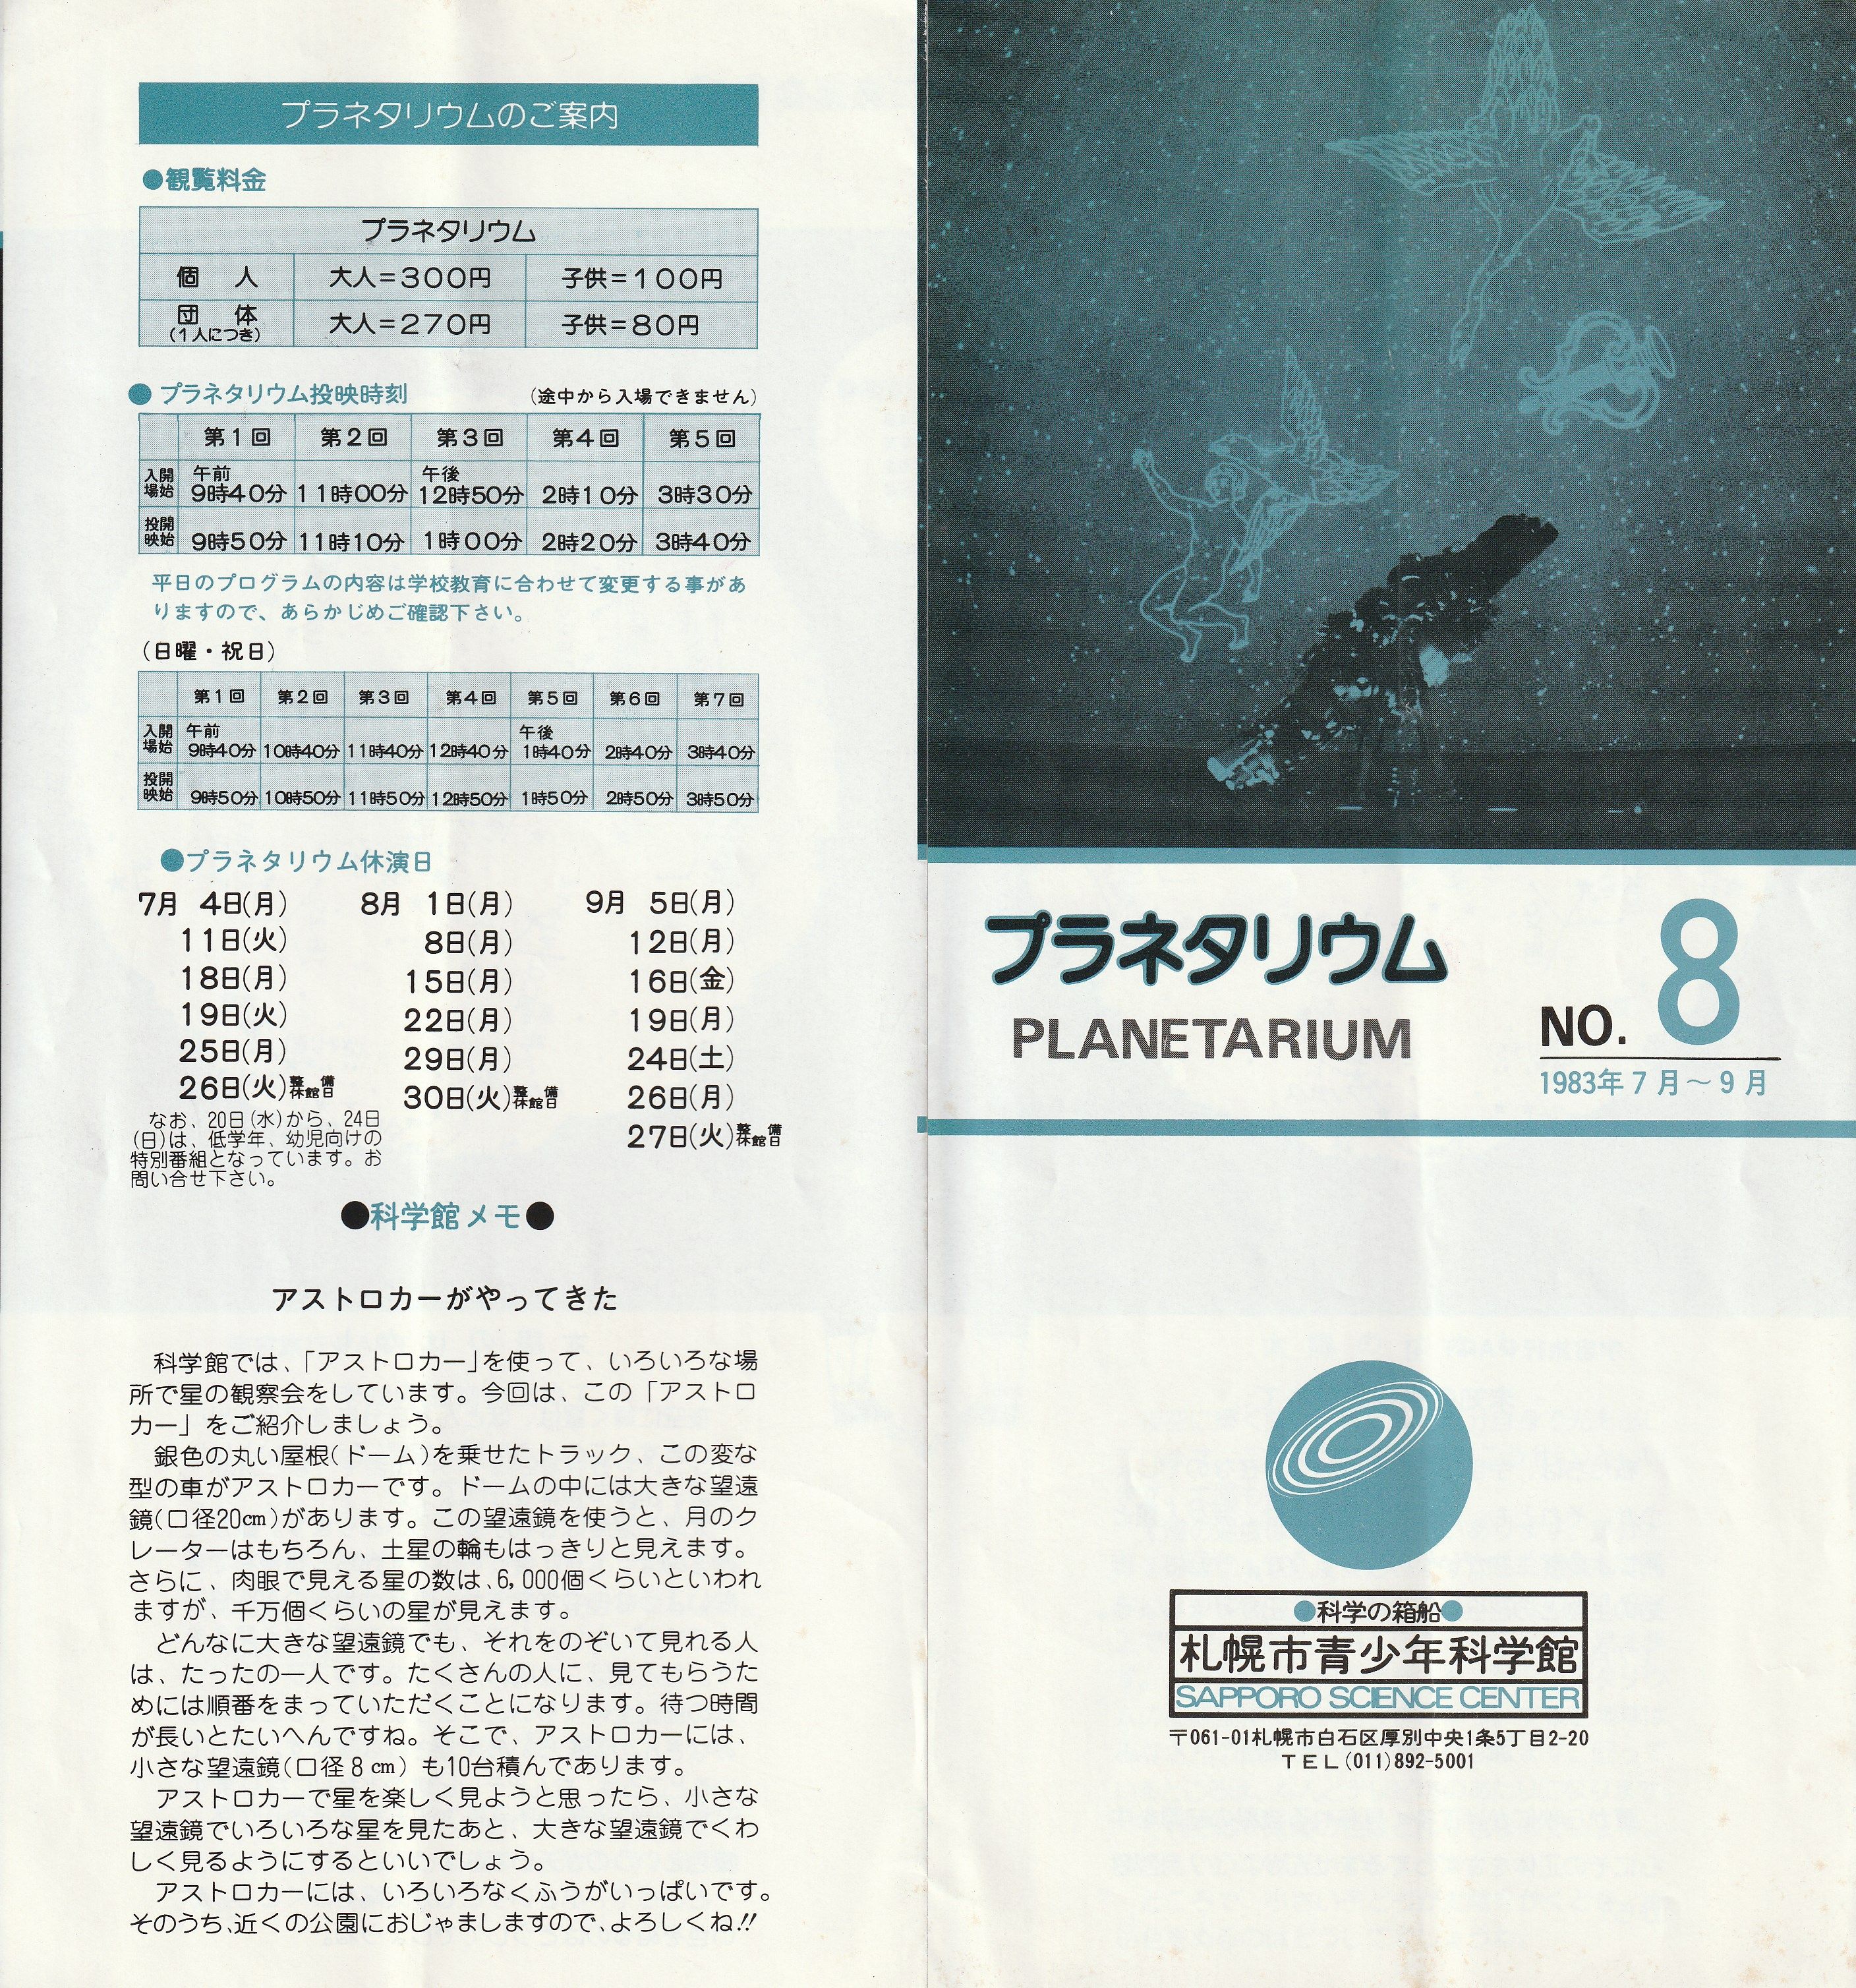 プラネタリウムのご案内
●観覧料金
プラネタリウム
個　人　大人=300円　子供=100円
団　体　大人=270円　子供=80円
(1人につき)
●プラネタリウム投映時刻　(途中から入場できません)
第1回　第2回　第3回　第4回　第5回
午前　午後
開始入場　9時40分　11時00分　12時50分　2時10分　3時30分
開始投映　9時50分　11時10分　1時00分　2時20分　3時40分
平日のプログラムの内容は学校教育に合わせて変更する事があ
りますので、あらかじめご確認下さい。
(日曜・祝日)
第1回　第2回　第3回　第4回　第5回　第6回　第7回
午前　午後
開始入場　9時40分　10時40分　11時40分　12時40分　1時40分　2時40分　3時40分
開始投映　9時50分　10時50分　11時50分　12時50分　1時50分　2時50分　3時50分
●プラネタリウム休演日
7月　4日(月)　8月　1日(月)　9月　5日(月)
11日(火)　8日(月)　12日(月)
18日(月)　15日(月)　16日(金)
19日(火)　22日(月)　19日(月)
25日(月)　29日(月)　24日(土)
26日(火)整備休館日　30日(火)整備休館日　26日(月)
27日(火)整備休館日
なお、20日(水)から、24日
(日)は、低学年、幼児向けの
特別番組となっています。お
問い合せ下さい。
●科学館メモ●
アストロカーがやってきた
科学館では、「アストロカー」を使って、いろいろな場
所で星の観察会をしています。今回は、この「アストロ
カー」をご紹介しましょう。
銀色の丸い屋根(ドーム)を乗せたトラック、この変な
型の車がアストロカーです。ドームの中には大きな望遠
鏡(口径20cm)があります。この望遠鏡を使うと、月のク
レーターはもちろん、土星の輪もはっきりと見えます。
さらに、肉眼で見える星の数は、6,000個くらいといわれ
ますが、千万個くらいの星が見えます。
どんなに大きな望遠鏡でも、それをのぞいて見れる人
は、たったの一人です。たくさんの人に、見てもらうた
めには順番をまっていただくことになります。待つ時間
が長いとたいへんですね。そこで、アストロカーには、
小さな望遠鏡(口径8cm)も10台積んであります。
アストロカーで星を楽しく見ようと思ったら、小さな
望遠鏡でいろいろな星を見たあと、大きな望遠鏡でくわ
しく見るようにするといいでしょう。
アストロカーには、いろいろなくふうがいっぱいです。
そのうち、近くの公園におじゃましますので、よろしくね!!
プラネタリウム
PLANETARIUM
NO. 8
1983年7月〜9月
●科学の箱船●
札幌市青少年科学館
SAPPORO SCIENCE CENTER
〒061-01札幌市白石区厚別中央1条5丁目2-20
TEL(011)892-5001